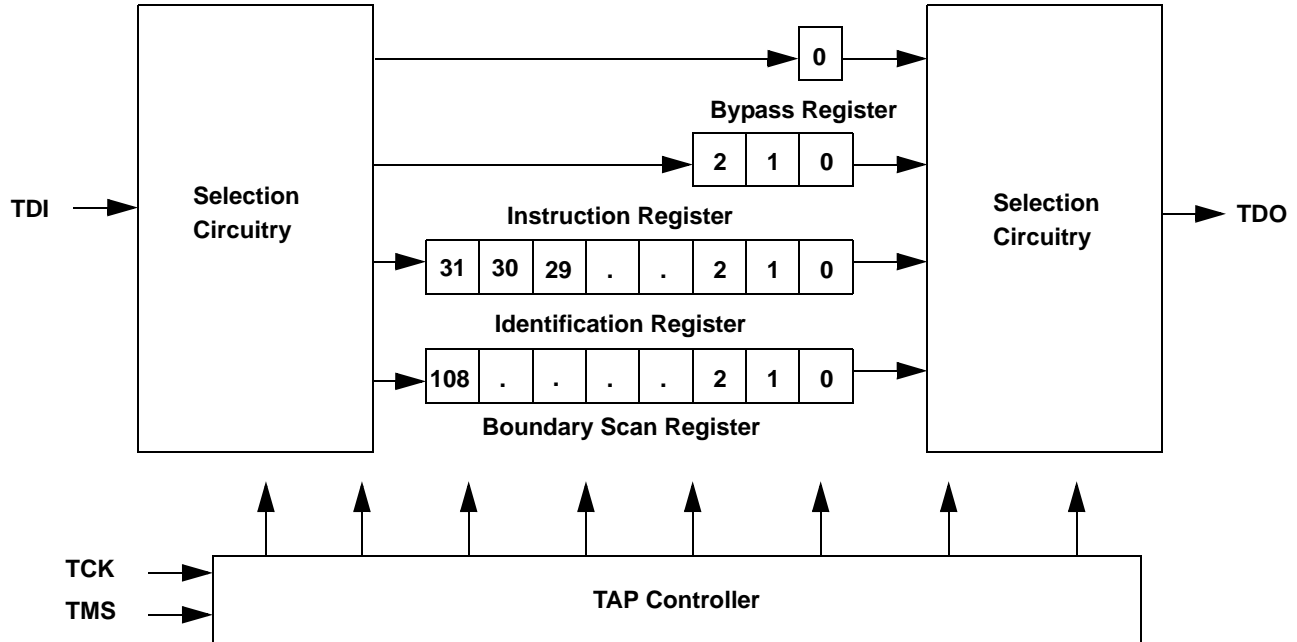 0
Bypass Register
2 1 0
Selection
Circuitry
Selection
Circuitry
TDI
TDO
Instruction Register
31 30 29 . . 2 1 0
Identification Register
108 . . . . 2 1 0
Boundary Scan Register
TCK
TMS
TAP Controller